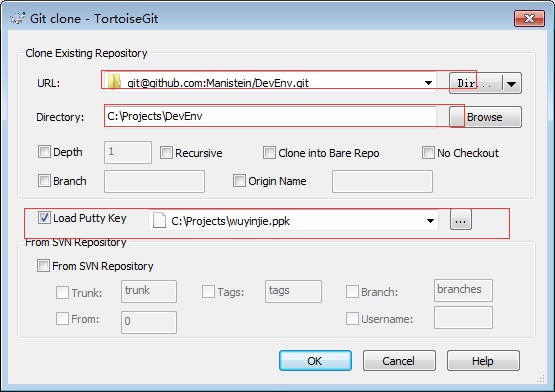 Git clone - TortoiseGit
Clone Existing Repository
URL: git@github.com:Manistein/DevEnv.git Dir...
Directory: C:\Projects\DevEnv Browse
Depth 1 Recursive Clone into Bare Repo No Checkout
Branch Origin Name
Load Putty Key C:\Projects\wuyinjie.ppk ...
From SVN Repository
From SVN Repository
Trunk: trunk Tags: tags Branch: branches
From: 0 Username:
OK Cancel Help